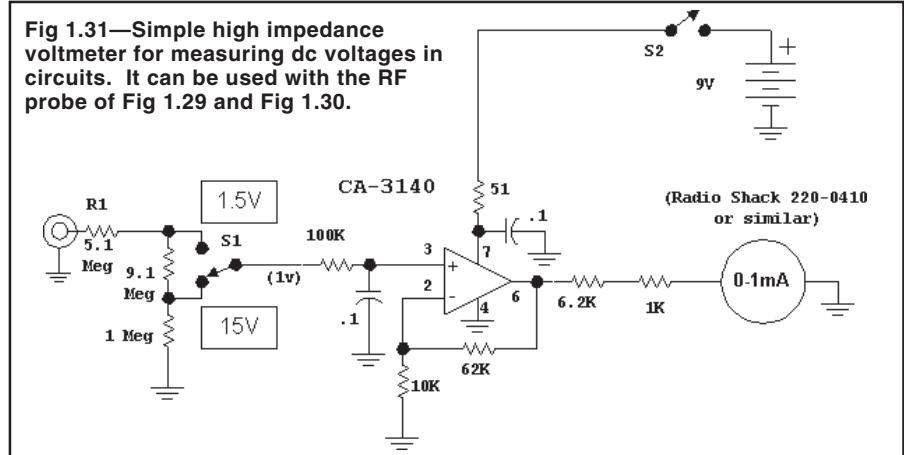 Fig 1.31—Simple high impedance
voltmeter for measuring dc voltages in
circuits. It can be used with the RF
probe of Fig 1.29 and Fig 1.30.
S2
+
9V
CA-3140
51
.1
(Radio Shack 220-0410
or similar)
R1
5.1
Meg
1.5V
S1
9.1
Meg
1 Meg
15V
(1v)
100K
.1
3
+
2
-
7
4
6
62K
10K
6.2K
1K
0-1mA